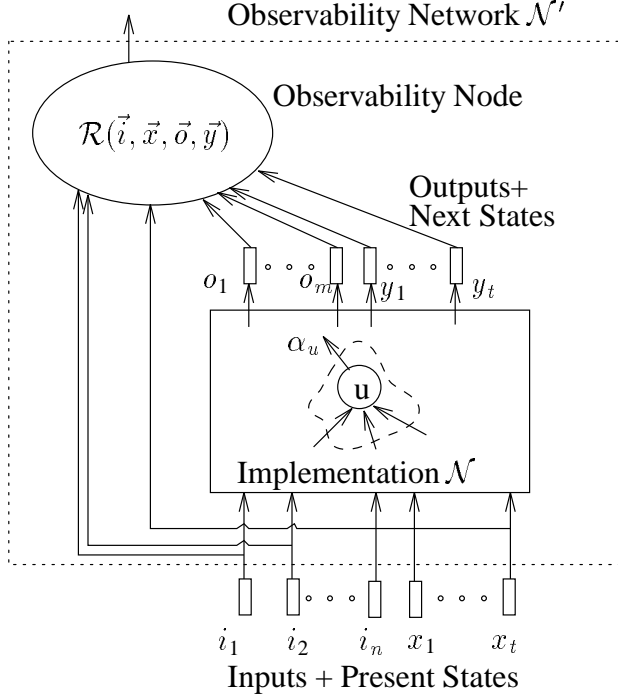 Observability Network 𝒩′
Observability Node
ℛ(i⃗, x⃗, o⃗, y⃗)
Outputs+
Next States
o₁ oₘ y₁ yₜ
αᵤ
u
Implementation 𝒩
i₁ i₂ iₙ x₁ xₜ
Inputs + Present States